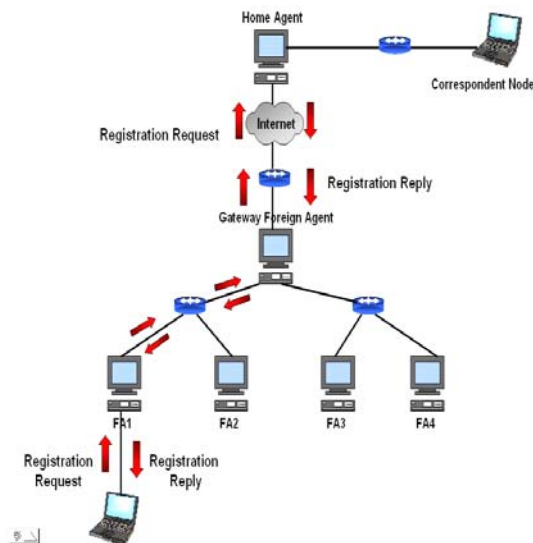 Home Agent
Correspondent Node
Internet
Registration Request
Registration Reply
Gateway Foreign Agent
FA1
FA2
FA3
FA4
Registration
Request
Registration
Reply